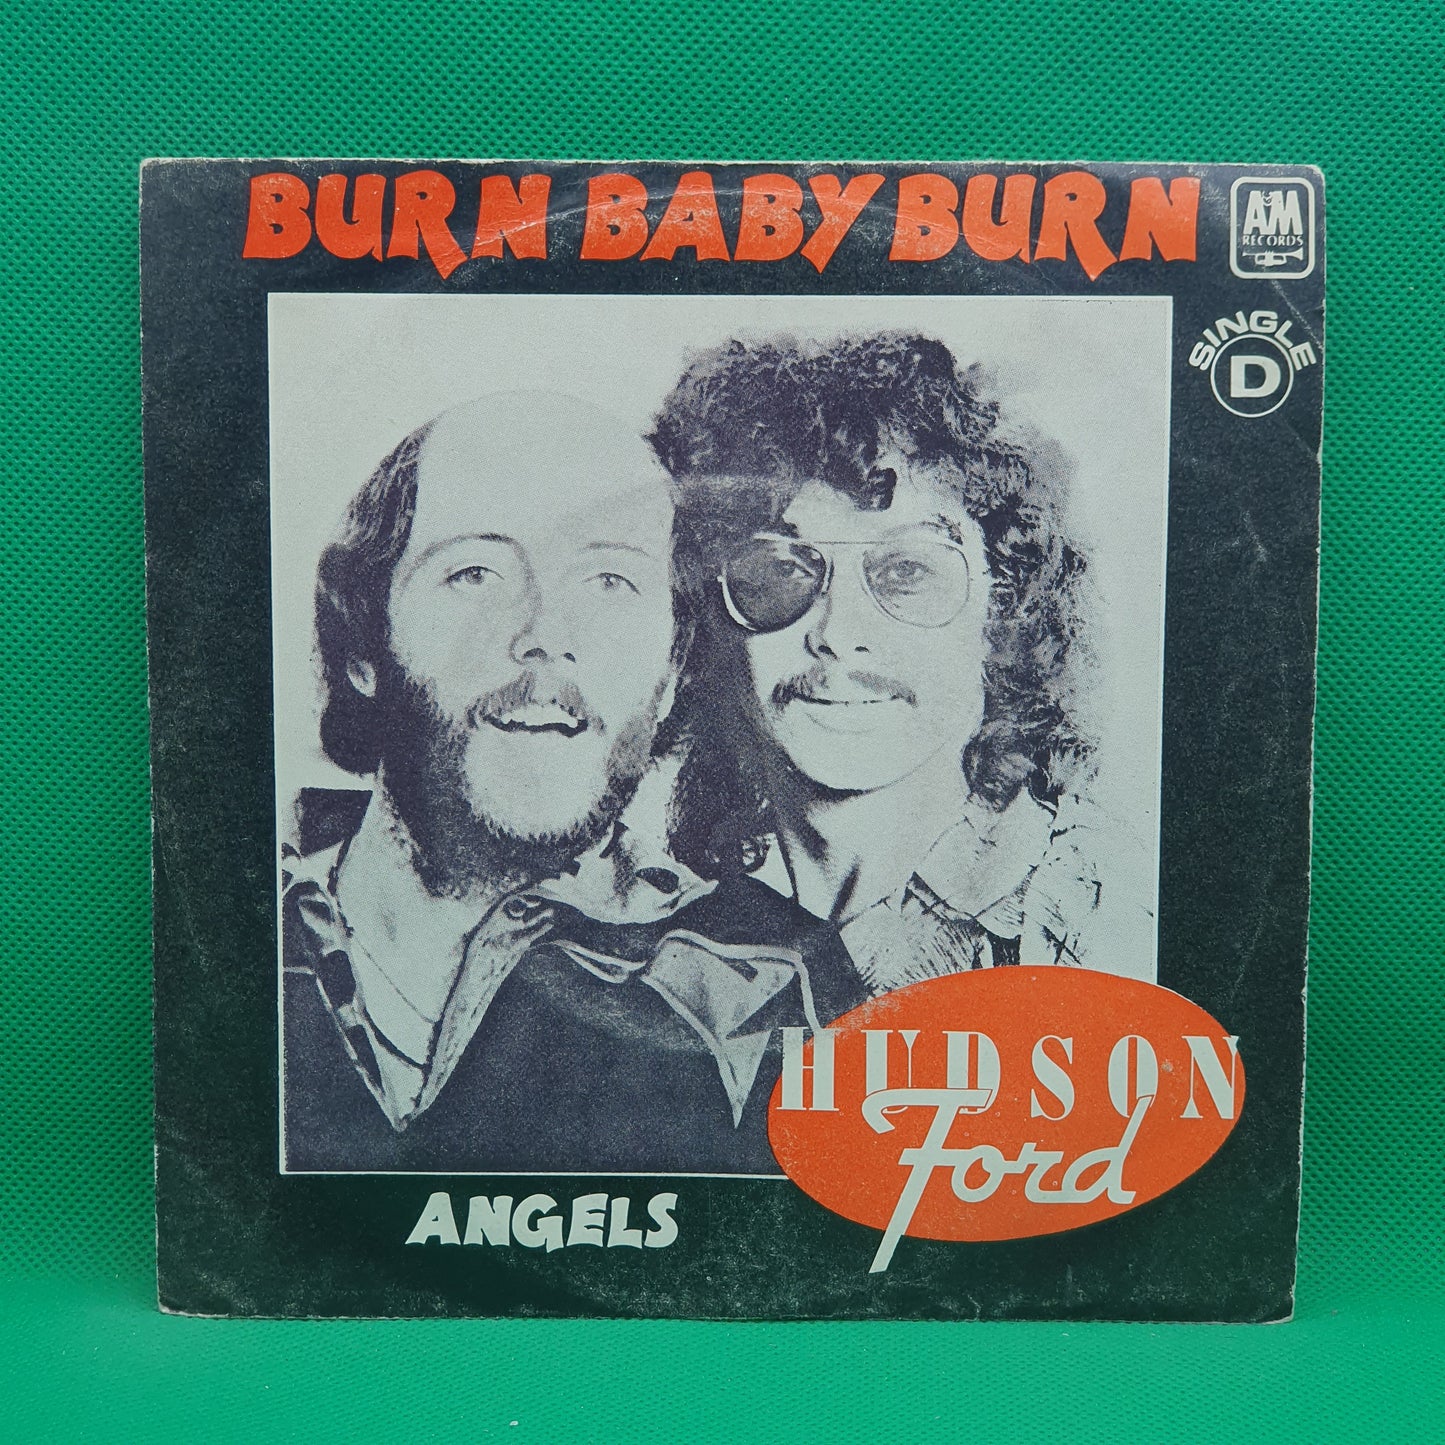 BURN BABY BURN
A&M
RECORDS
SINGLE
D
HUDSON
Ford
ANGELS